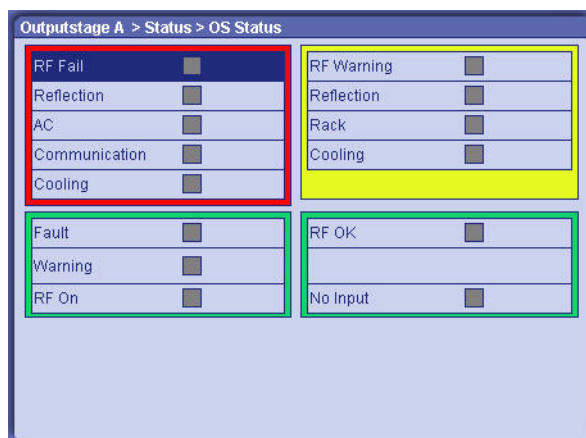 Outputstage A > Status > OS Status
RF Fail
Reflection
AC
Communication
Cooling
RF Warning
Reflection
Rack
Cooling
Fault
Warning
RF On
RF OK
No Input